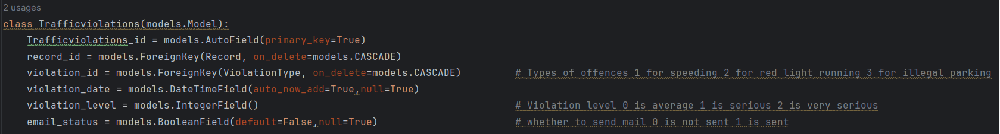 2 usages
class Trafficviolations(models.Model):
    Trafficviolations_id = models.AutoField(primary_key=True)
    record_id = models.ForeignKey(Record, on_delete=models.CASCADE)
    violation_id = models.ForeignKey(ViolationType, on_delete=models.CASCADE)         # Types of offences 1 for speeding 2 for red light running 3 for illegal parking
    violation_date = models.DateTimeField(auto_now_add=True,null=True)
    violation_level = models.IntegerField()                                           # Violation level 0 is average 1 is serious 2 is very serious
    email_status = models.BooleanField(default=False,null=True)                       # whether to send mail 0 is not sent 1 is sent